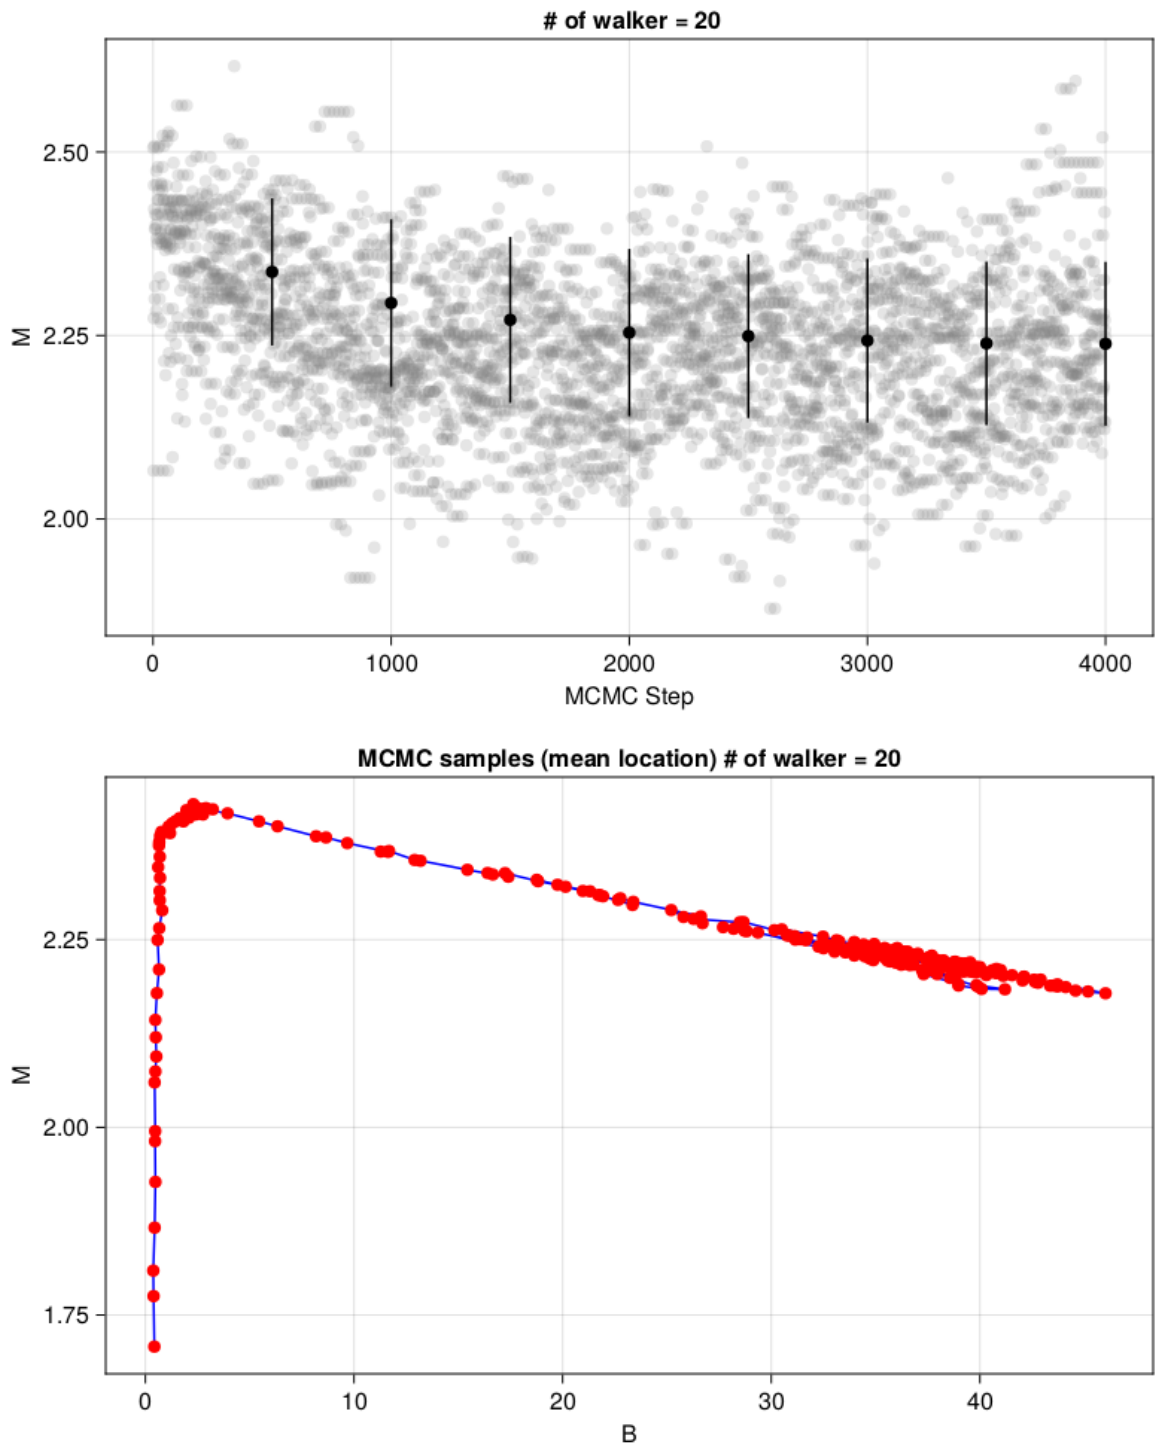 # of walker = 20
2.50
2.25
2.00
M
0 1000 2000 3000 4000
MCMC Step
MCMC samples (mean location) # of walker = 20
2.25
2.00
1.75
M
0 10 20 30 40
B